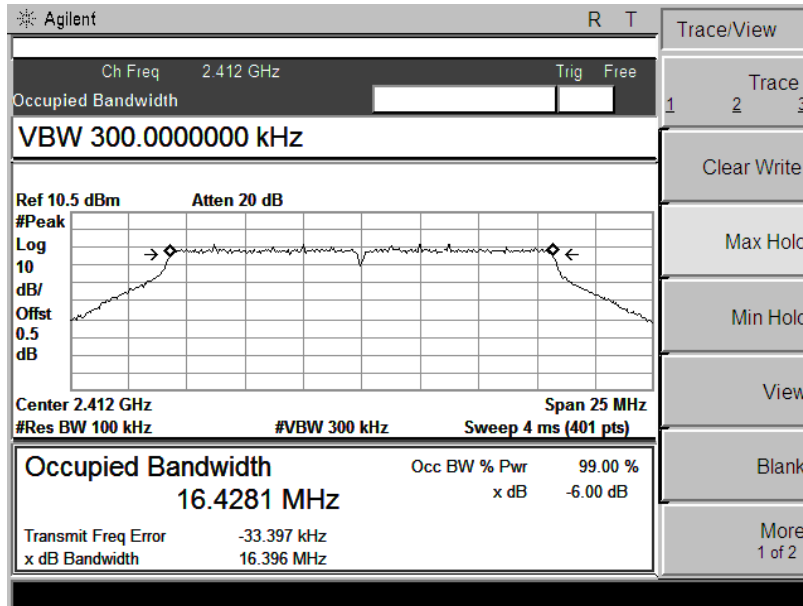 Agilent R T
Ch Freq 2.412 GHz Trig Free
Occupied Bandwidth
VBW 300.0000000 kHz
Ref 10.5 dBm Atten 20 dB
#Peak
Log
10
dB/
Offst
0.5
dB
Center 2.412 GHz Span 25 MHz
#Res BW 100 kHz #VBW 300 kHz Sweep 4 ms (401 pts)
Occupied Bandwidth
16.4281 MHz
Occ BW % Pwr 99.00 %
x dB -6.00 dB
Transmit Freq Error -33.397 kHz
x dB Bandwidth 16.396 MHz
Trace/View
Trace
1 2 3
Clear Write
Max Hold
Min Hold
View
Blank
More
1 of 2